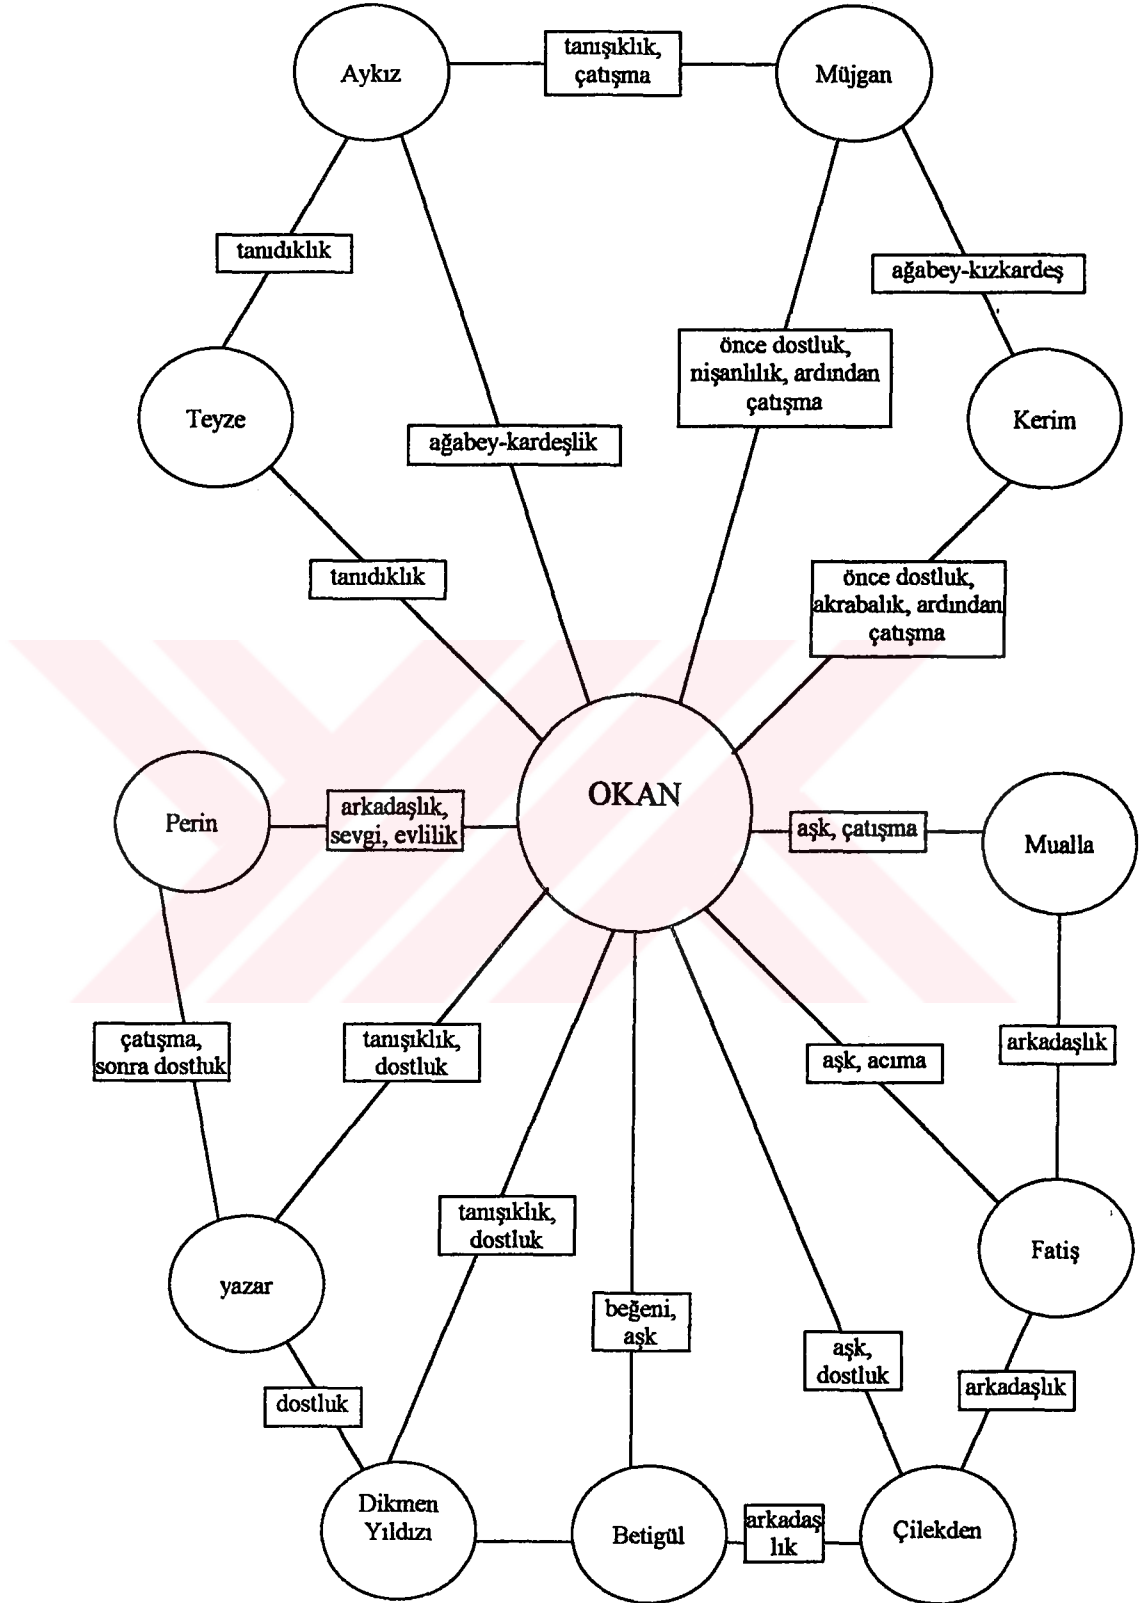 Aykız
tanışıklık,
çatışma
Müjgan
tanıdıklık
ağabey-kızkardeş
önce dostluk,
nişanlılık, ardından
çatışma
Teyze
Kerim
ağabey-kardeşlik
tanıdıklık
önce dostluk,
akrabalık, ardından
çatışma
OKAN
Perin
arkadaşlık,
sevgi, evlilik
aşk, çatışma
Mualla
çatışma,
sonra dostluk
tanışıklık,
dostluk
aşk, acıma
arkadaşlık
tanışıklık,
dostluk
Fatiş
yazar
beğeni,
aşk
aşk,
dostluk
arkadaşlık
dostluk
Dikmen
Yıldızı
Betigül
arkadaş
lık
Çilekden